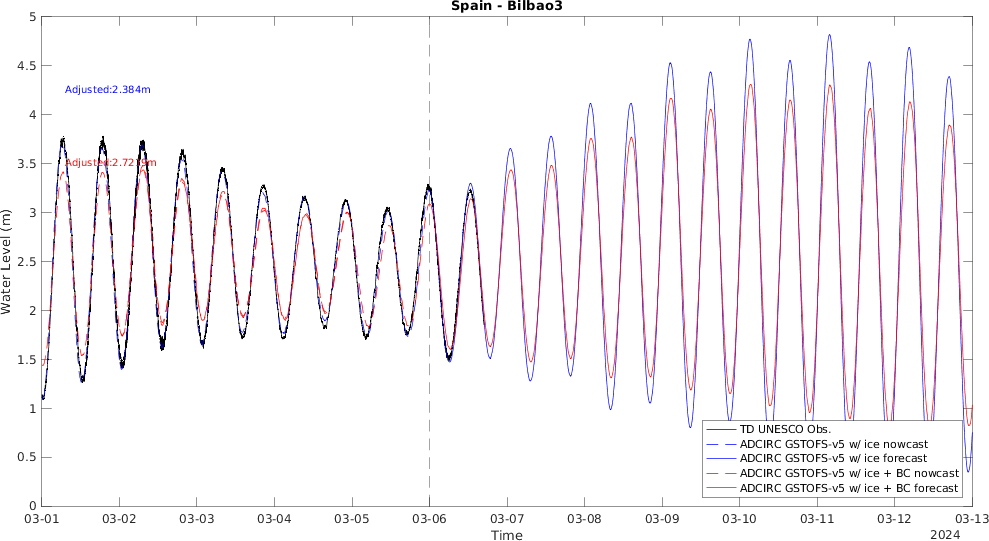 Spain - Bilbao3
Water Level (m)
5
4.5
4
3.5
3
2.5
2
1.5
1
0.5
0
Adjusted:2.384m
Adjusted:2.7219m
TD UNESCO Obs.
ADCIRC GSTOFS-v5 w/ ice nowcast
ADCIRC GSTOFS-v5 w/ ice forecast
ADCIRC GSTOFS-v5 w/ ice + BC nowcast
ADCIRC GSTOFS-v5 w/ ice + BC forecast
03-01 03-02 03-03 03-04 03-05 03-06 03-07 03-08 03-09 03-10 03-11 03-12 03-13
Time
2024